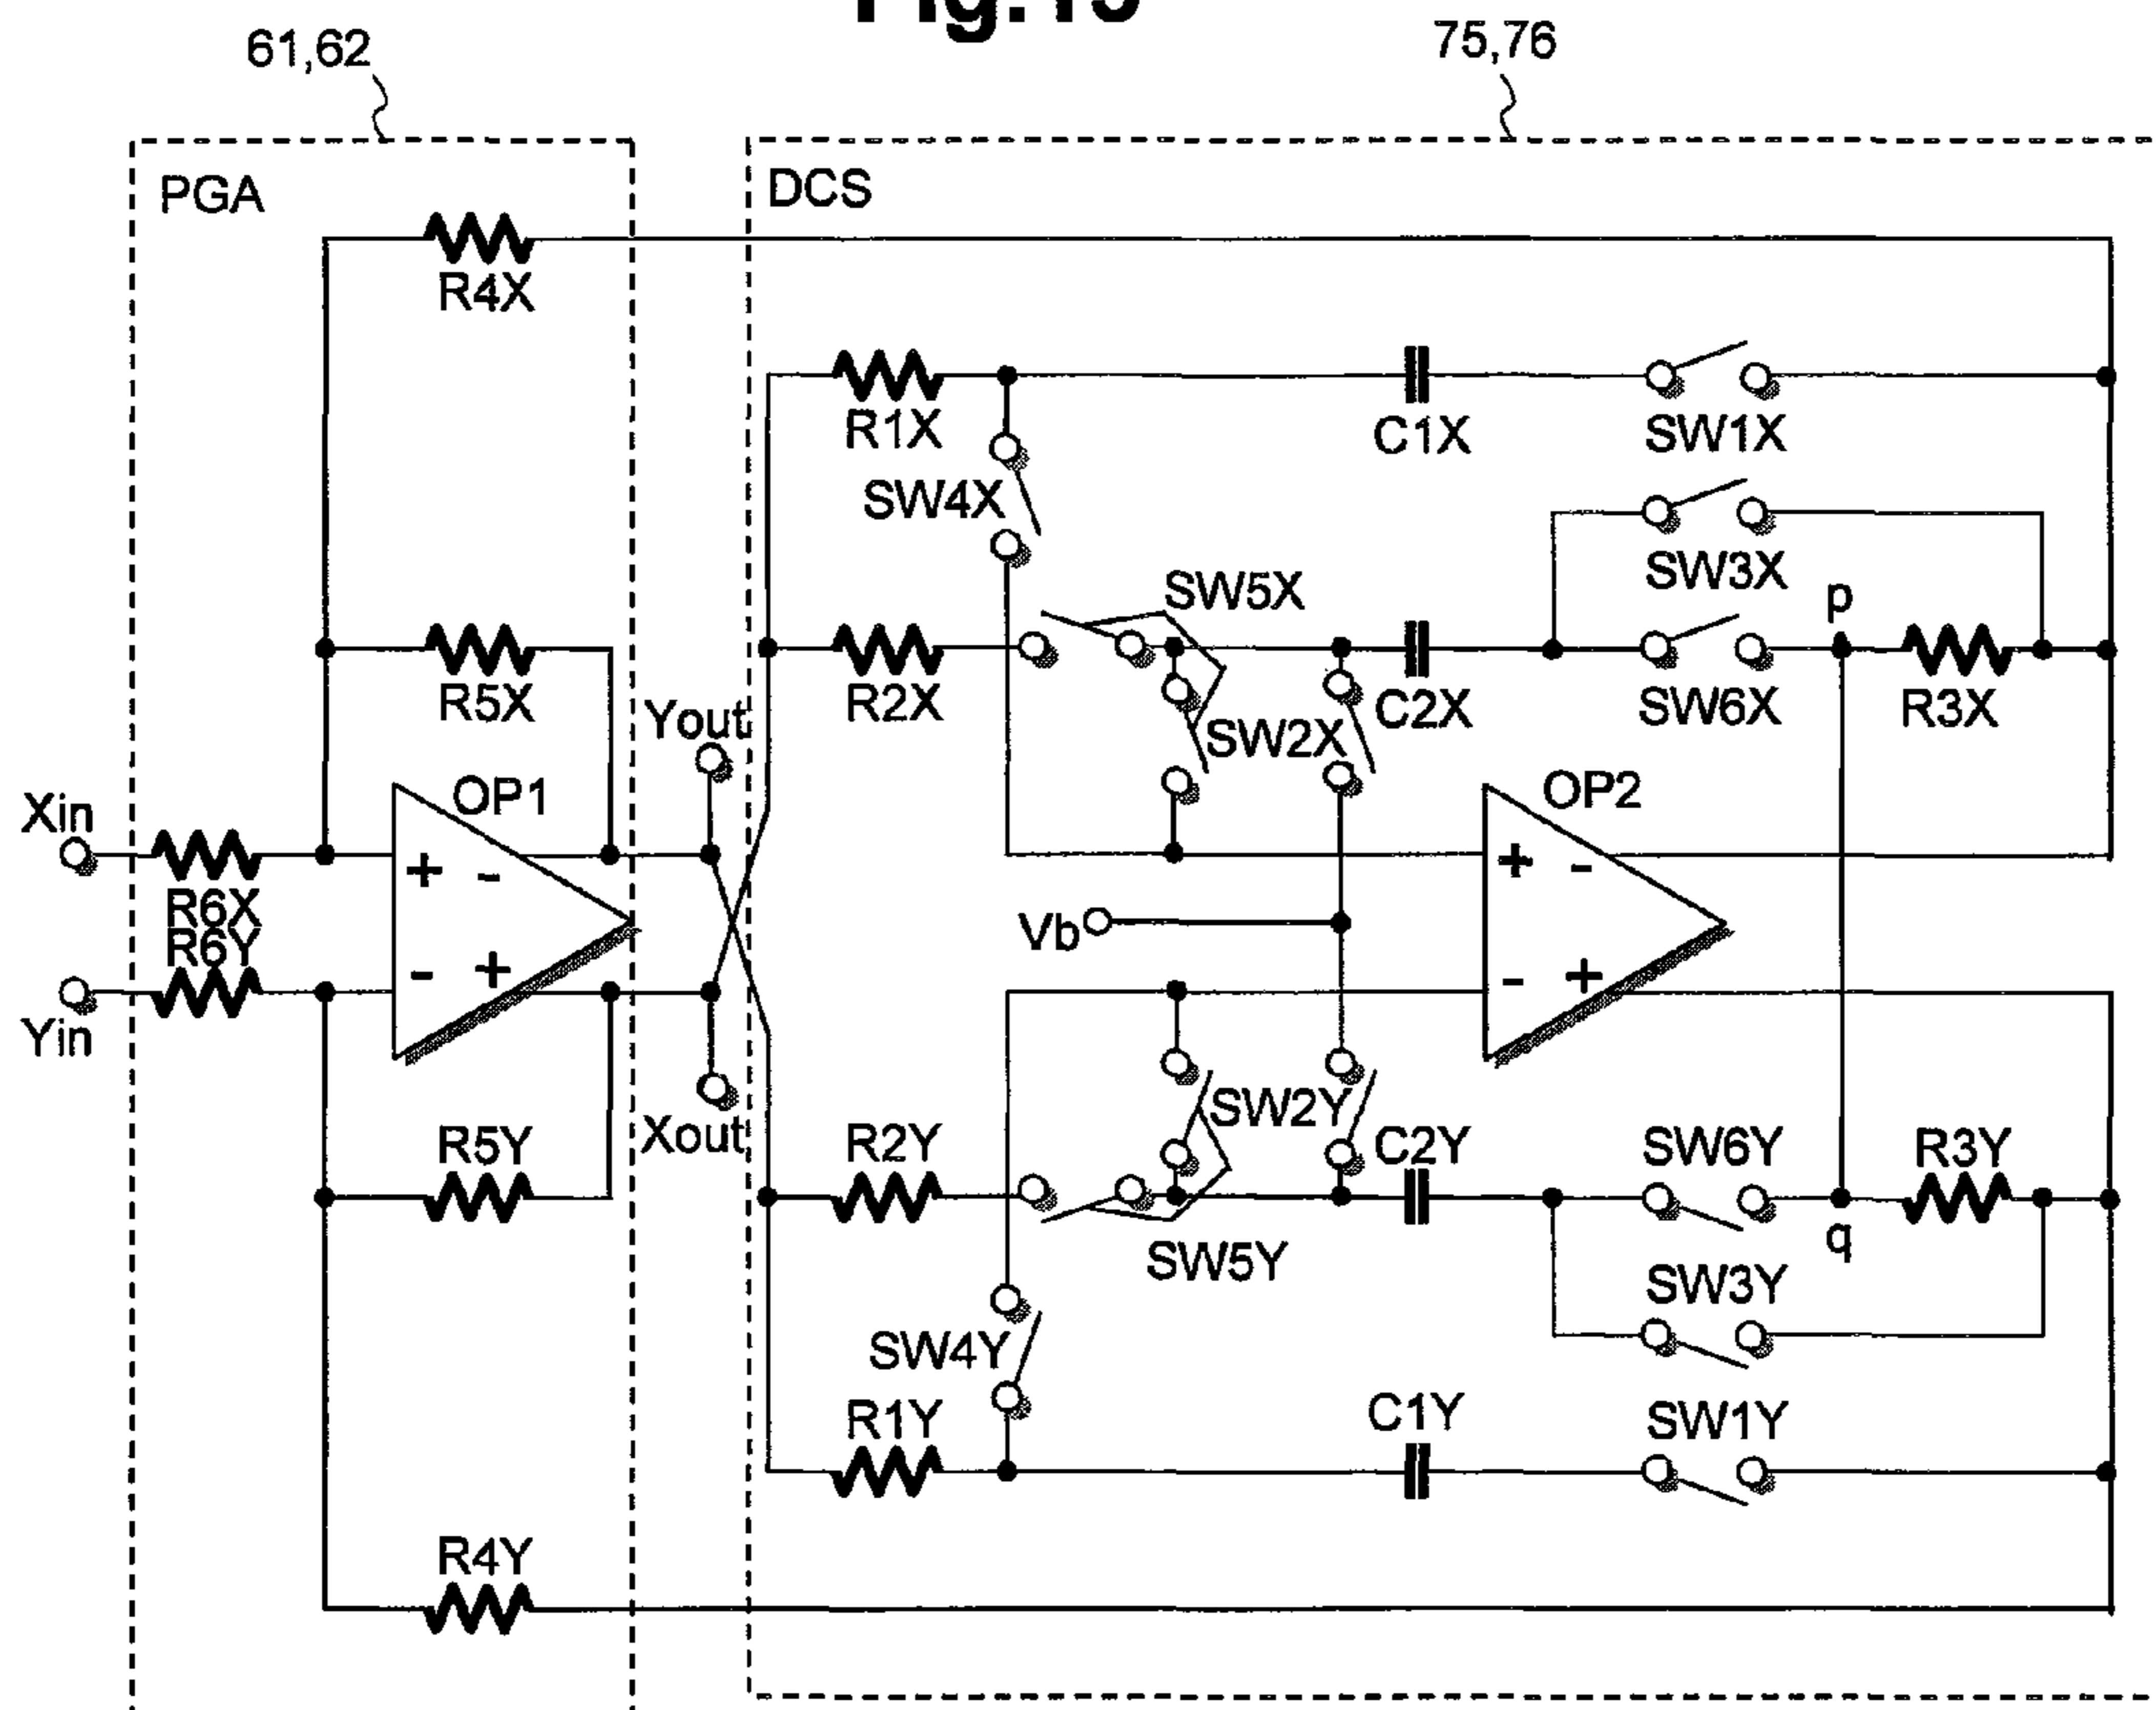 61,62
75,76
PGA
DCS
R4X
R1X
C1X
SW1X
SW4X
SW3X
SW5X
p
R5X
Yout
R2X
SW2X
C2X
SW6X
R3X
Xin
OP1
OP2
+ -
+ -
R6X
R6Y
Vb
- +
- +
Yin
Xout
R5Y
R2Y
SW2Y
C2Y
SW6Y
R3Y
SW5Y
q
SW3Y
SW4Y
R1Y
C1Y
SW1Y
R4Y